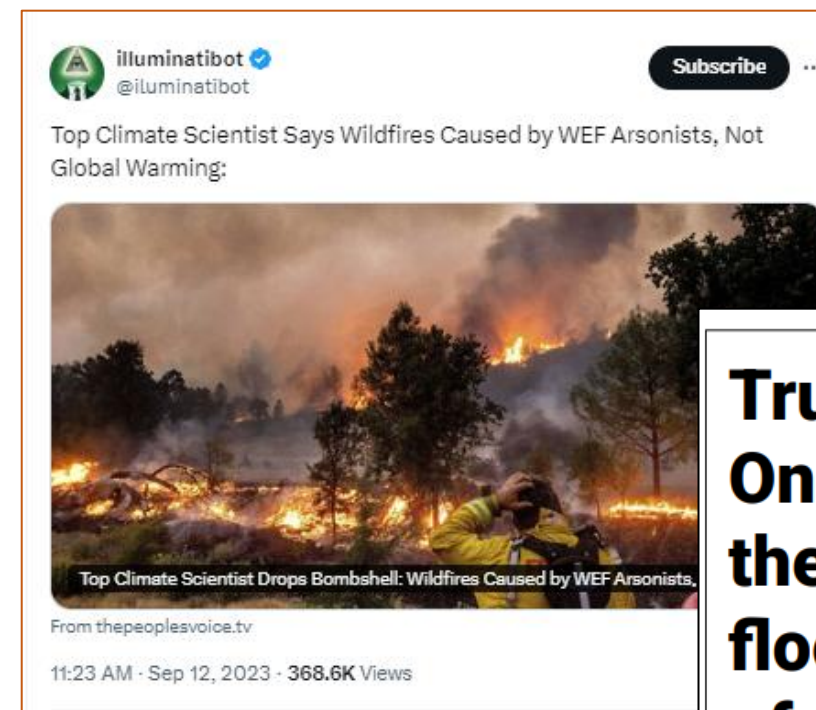 illuminatibot
@iluminatibot
Subscribe
Top Climate Scientist Says Wildfires Caused by WEF Arsonists, Not
Global Warming:
Top Climate Scientist Drops Bombshell: Wildfires Caused by WEF Arsonists,
From thepeoplesvoice.tv
11:23 AM · Sep 12, 2023 · 368.6K Views
the